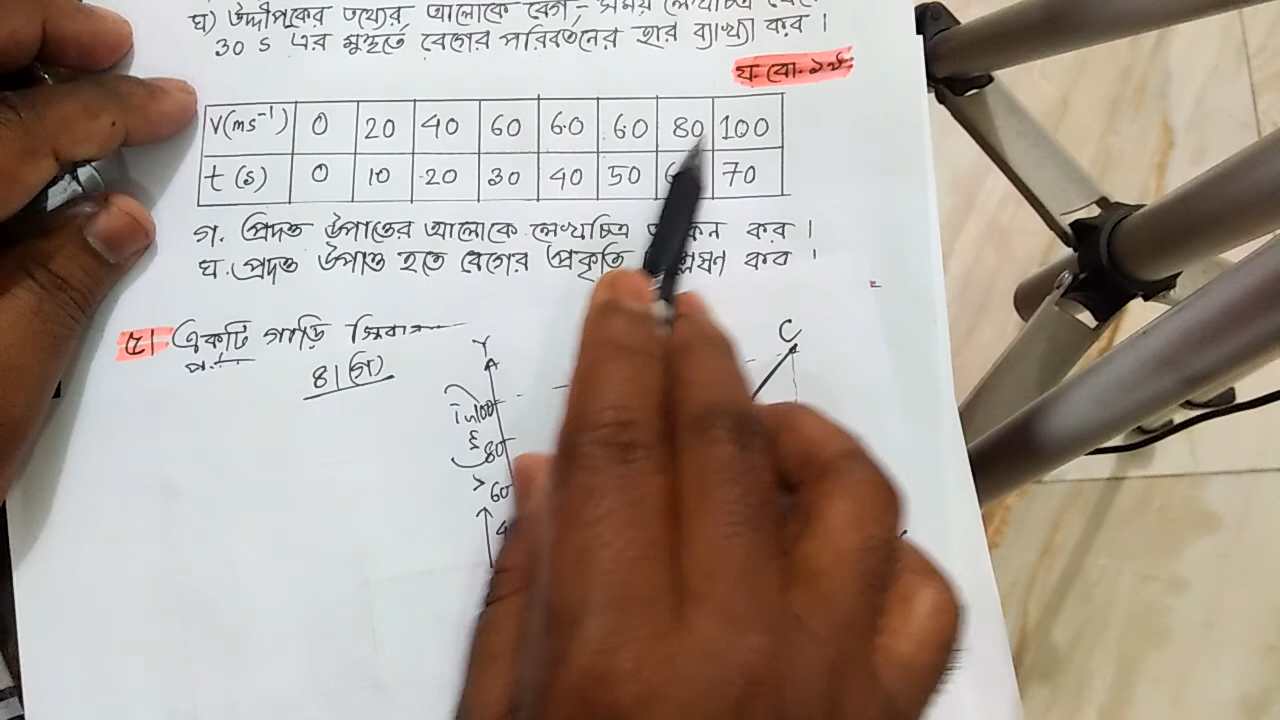 ঘ) উদ্দীপকের তথ্যের আলোকে বেগ - সময় লেখচিত্র
30 s এর মুহূর্তে বেগের পরিবর্তনের হার ব্যাখ্যা কর ।
য. বো. ১৯
V(ms⁻¹) 0 20 40 60 60 60 80 100
t (s) 0 10 20 30 40 50 70
গ. প্রদত্ত উপাত্তের আলোকে লেখচিত্র কর ।
ঘ. প্রদত্ত উপাত্ত হতে বেগের প্রকৃতি কর ।
৫। একটি গাড়ি
৪। (গ)
Y
C
100
80
60